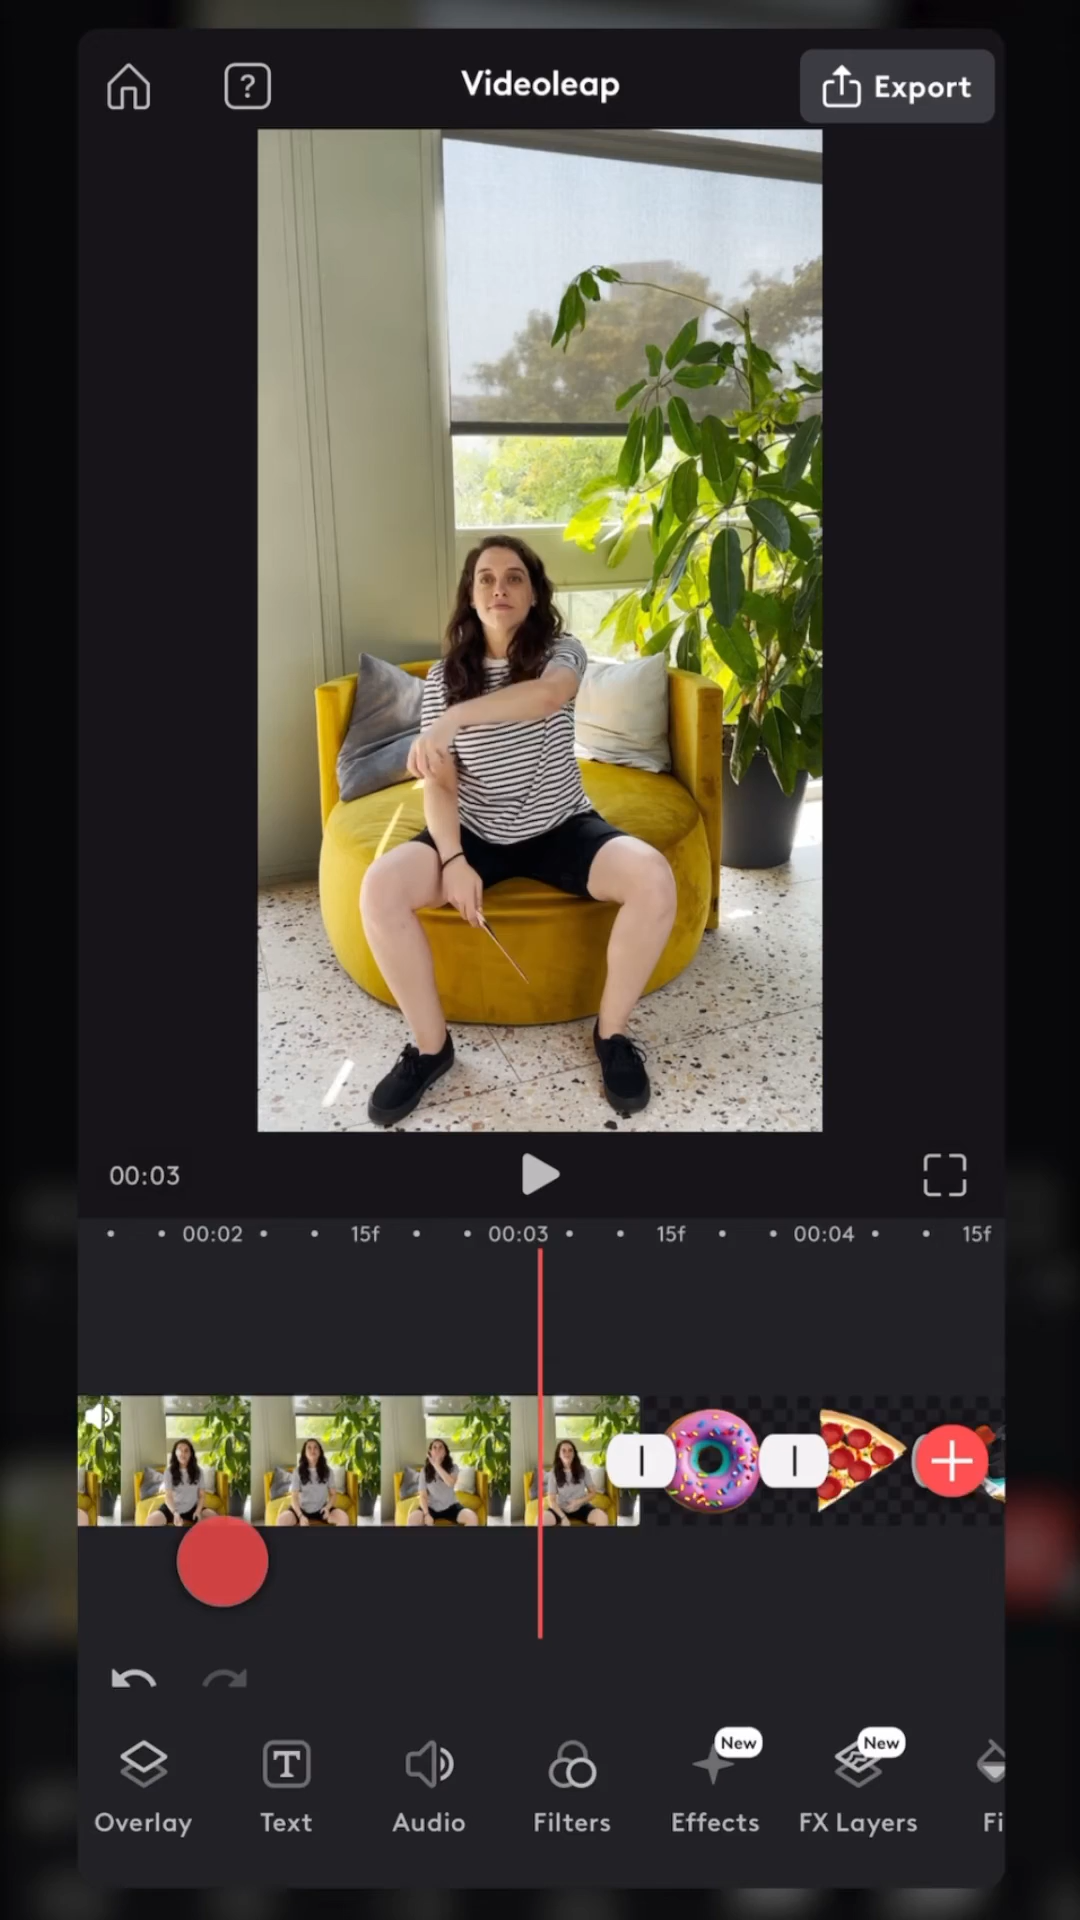 ?
Videoleap
Export
00:03
00:02 15f 00:03 15f 00:04 15f
T
New
New
Overlay
Text
Audio
Filters
Effects
FX Layers
Fi